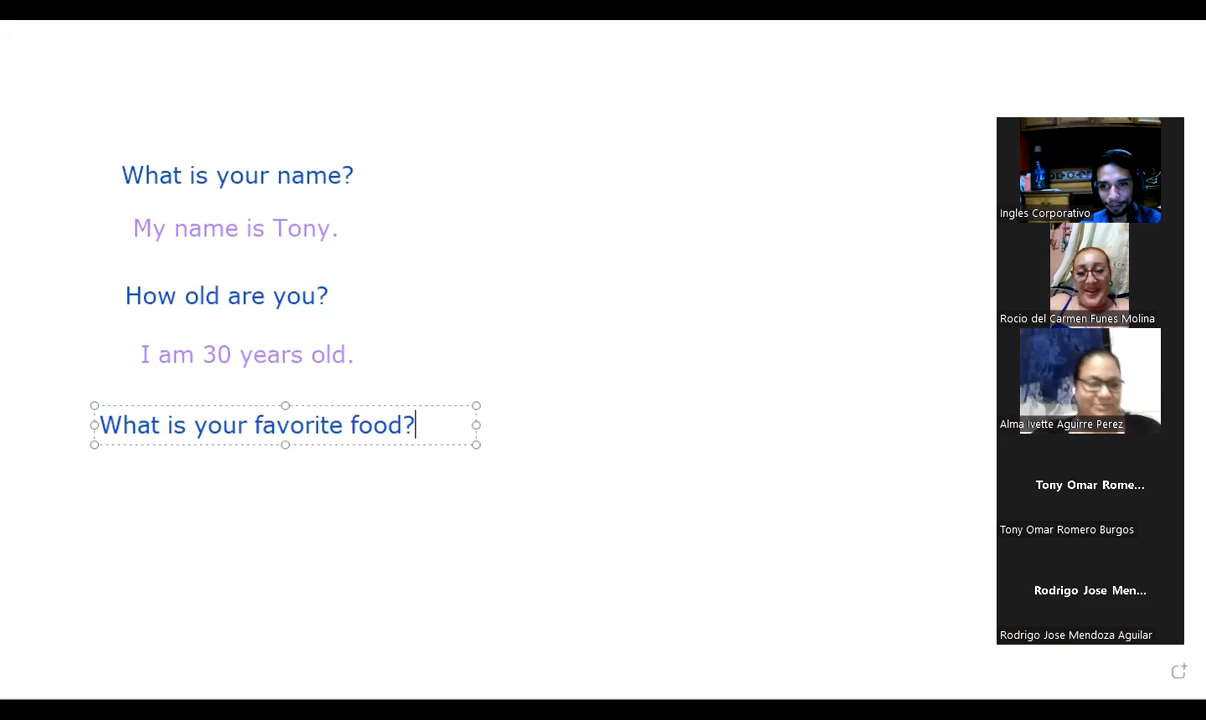 What is your name?
My name is Tony.
How old are you?
I am 30 years old.
What is your favorite food?
Ingles Corporativo
Rocio del Carmen Funes Molina
Alma Ivette Aguirre Perez
Tony Omar Rome...
Tony Omar Romero Burgos
Rodrigo Jose Men...
Rodrigo Jose Mendoza Aguilar